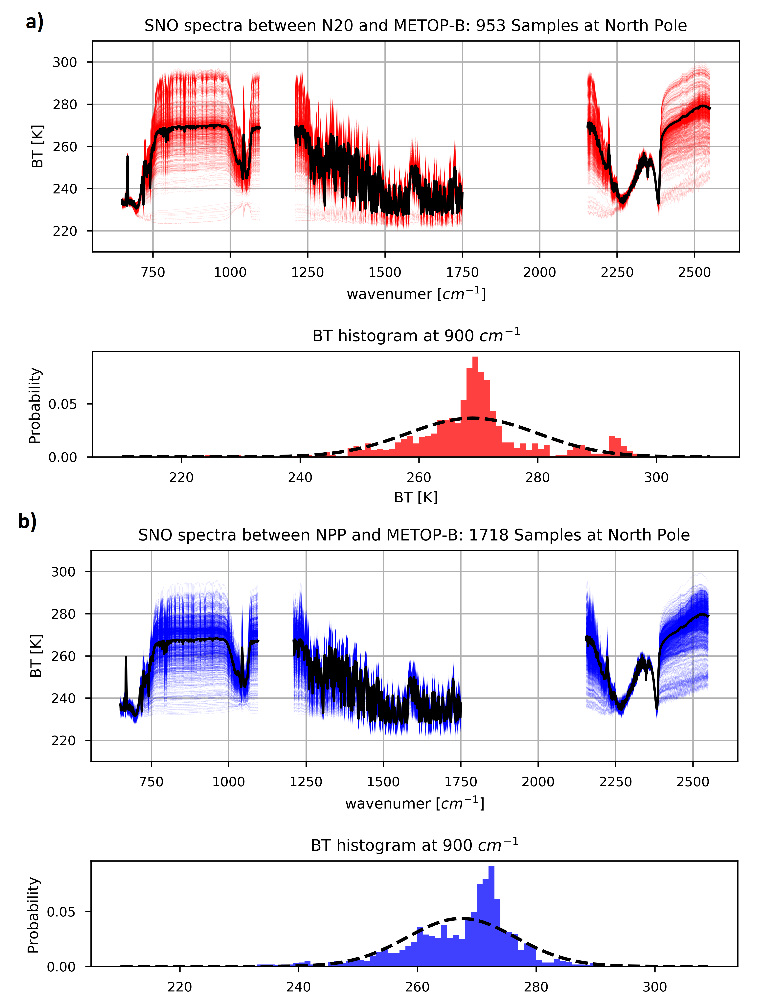 a)
SNO spectra between N20 and METOP-B: 953 Samples at North Pole
300
280
260
240
220
BT [K]
750 1000 1250 1500 1750 2000 2250 2500
wavenumer [cm⁻¹]
BT histogram at 900 cm⁻¹
Probability
0.05
0.00
220 240 260 280 300
BT [K]
b)
SNO spectra between NPP and METOP-B: 1718 Samples at North Pole
300
280
260
240
220
BT [K]
750 1000 1250 1500 1750 2000 2250 2500
wavenumer [cm⁻¹]
BT histogram at 900 cm⁻¹
Probability
0.05
0.00
220 240 260 280 300